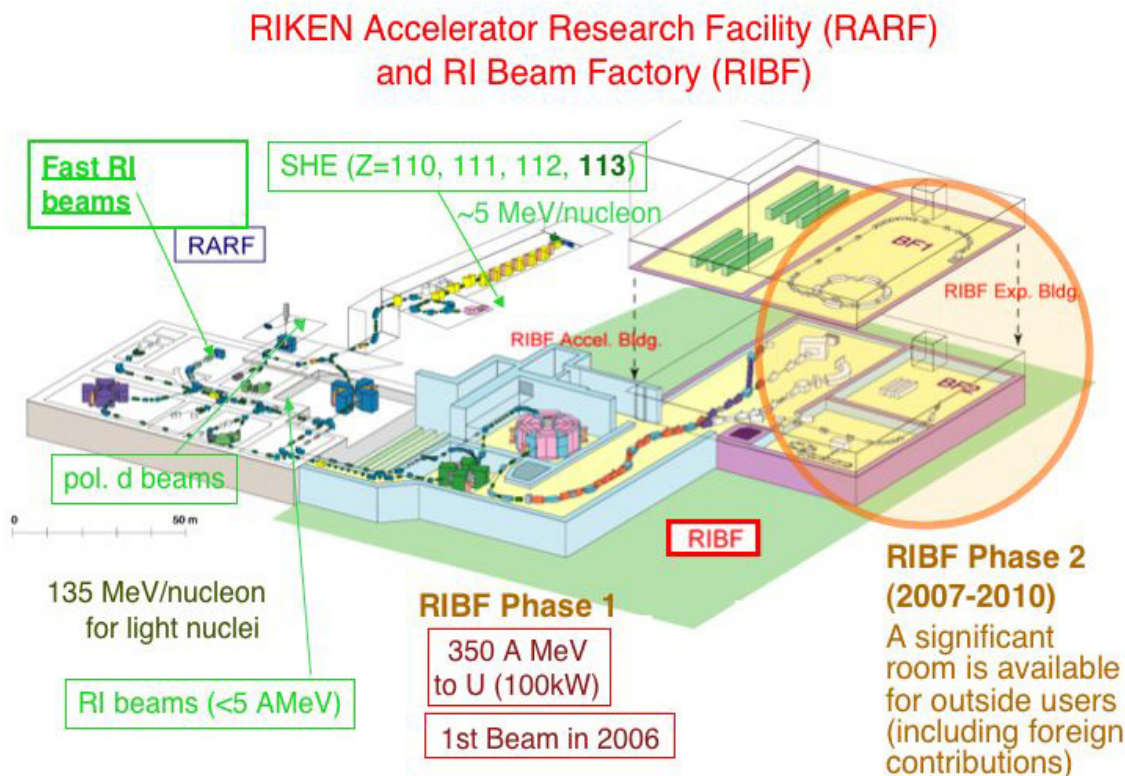 RIKEN Accelerator Research Facility (RARF)
and RI Beam Factory (RIBF)
Fast RI
beams
SHE (Z=110, 111, 112, 113)
~5 MeV/nucleon
RARF
BF1
RIBF Exp. Bldg.
RIBF Accel. Bldg.
BF2
pol. d beams
0
50 m
RIBF
135 MeV/nucleon
for light nuclei
RI beams (<5 AMeV)
RIBF Phase 1
350 A MeV
to U (100kW)
1st Beam in 2006
RIBF Phase 2
(2007-2010)
A significant
room is available
for outside users
(including foreign
contributions)